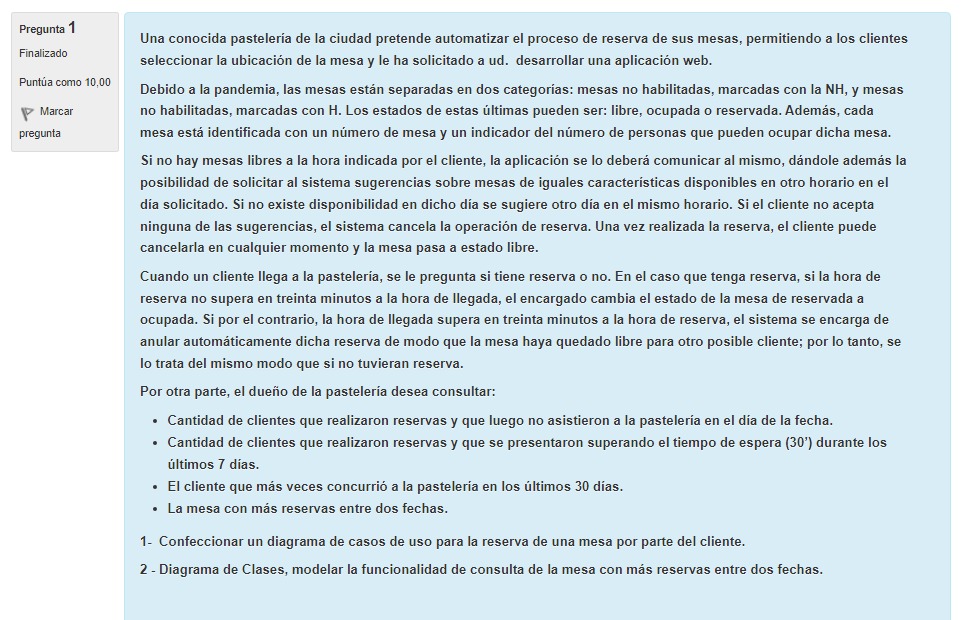 Pregunta 1
Finalizado
Puntúa como 10,00
Marcar
pregunta
Una conocida pastelería de la ciudad pretende automatizar el proceso de reserva de sus mesas, permitiendo a los clientes
seleccionar la ubicación de la mesa y le ha solicitado a ud. desarrollar una aplicación web.
Debido a la pandemia, las mesas están separadas en dos categorías: mesas no habilitadas, marcadas con la NH, y mesas
no habilitadas, marcadas con H. Los estados de estas últimas pueden ser: libre, ocupada o reservada. Además, cada
mesa está identificada con un número de mesa y un indicador del número de personas que pueden ocupar dicha mesa.
Si no hay mesas libres a la hora indicada por el cliente, la aplicación se lo deberá comunicar al mismo, dándole además la
posibilidad de solicitar al sistema sugerencias sobre mesas de iguales características disponibles en otro horario en el
día solicitado. Si no existe disponibilidad en dicho día se sugiere otro día en el mismo horario. Si el cliente no acepta
ninguna de las sugerencias, el sistema cancela la operación de reserva. Una vez realizada la reserva, el cliente puede
cancelarla en cualquier momento y la mesa pasa a estado libre.
Cuando un cliente llega a la pastelería, se le pregunta si tiene reserva o no. En el caso que tenga reserva, si la hora de
reserva no supera en treinta minutos a la hora de llegada, el encargado cambia el estado de la mesa de reservada a
ocupada. Si por el contrario, la hora de llegada supera en treinta minutos a la hora de reserva, el sistema se encarga de
anular automáticamente dicha reserva de modo que la mesa haya quedado libre para otro posible cliente; por lo tanto, se
lo trata del mismo modo que si no tuvieran reserva.
Por otra parte, el dueño de la pastelería desea consultar:
• Cantidad de clientes que realizaron reservas y que luego no asistieron a la pastelería en el día de la fecha.
• Cantidad de clientes que realizaron reservas y que se presentaron superando el tiempo de espera (30’) durante los
últimos 7 días.
• El cliente que más veces concurrió a la pastelería en los últimos 30 días.
• La mesa con más reservas entre dos fechas.
1- Confeccionar un diagrama de casos de uso para la reserva de una mesa por parte del cliente.
2 - Diagrama de Clases, modelar la funcionalidad de consulta de la mesa con más reservas entre dos fechas.